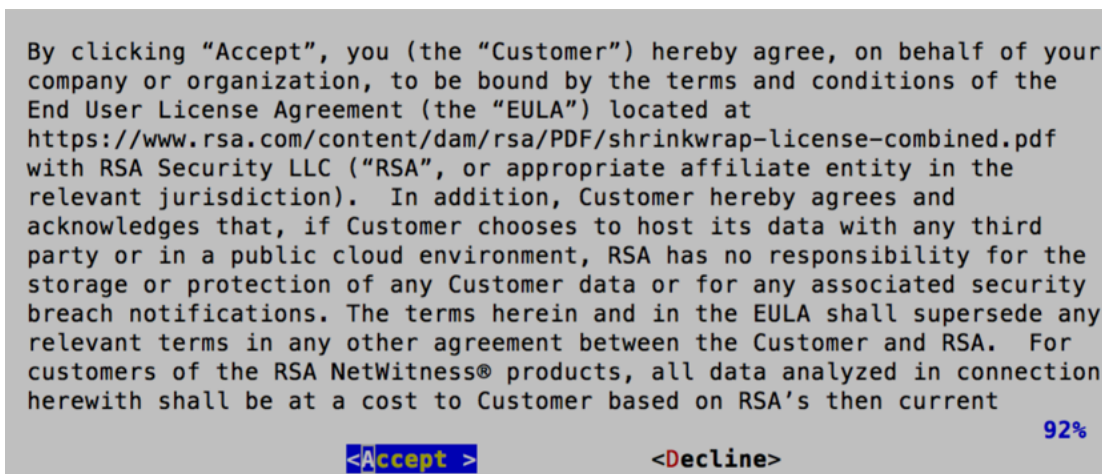 By clicking “Accept”, you (the “Customer”) hereby agree, on behalf of your
company or organization, to be bound by the terms and conditions of the
End User License Agreement (the “EULA”) located at
https://www.rsa.com/content/dam/rsa/PDF/shrinkwrap-license-combined.pdf
with RSA Security LLC (“RSA”, or appropriate affiliate entity in the
relevant jurisdiction).  In addition, Customer hereby agrees and
acknowledges that, if Customer chooses to host its data with any third
party or in a public cloud environment, RSA has no responsibility for the
storage or protection of any Customer data or for any associated security
breach notifications. The terms herein and in the EULA shall supersede any
relevant terms in any other agreement between the Customer and RSA.  For
customers of the RSA NetWitness® products, all data analyzed in connection
herewith shall be at a cost to Customer based on RSA’s then current
92%
<Accept > <Decline>